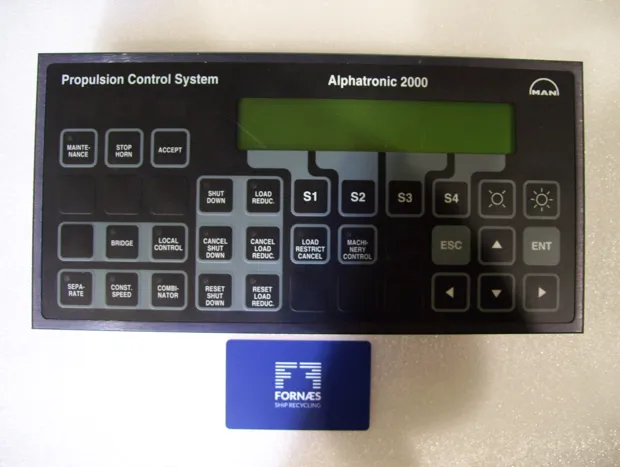 Propulsion Control System
Alphatronic 2000
MAN
MAINTE-
NANCE
STOP
HORN
ACCEPT
SHUT
DOWN
LOAD
REDUC.
S1
S2
S3
S4
BRIDGE
LOCAL
CONTROL
CANCEL
SHUT
DOWN
CANCEL
LOAD
REDUC.
LOAD
RESTRICT
CANCEL
MACHI-
NERY
CONTROL
ESC
ENT
SEPA-
RATE
CONST.
SPEED
COMBI-
NATOR
RESET
SHUT
DOWN
RESET
LOAD
REDUC.
FORNÆS
SHIP RECYCLING